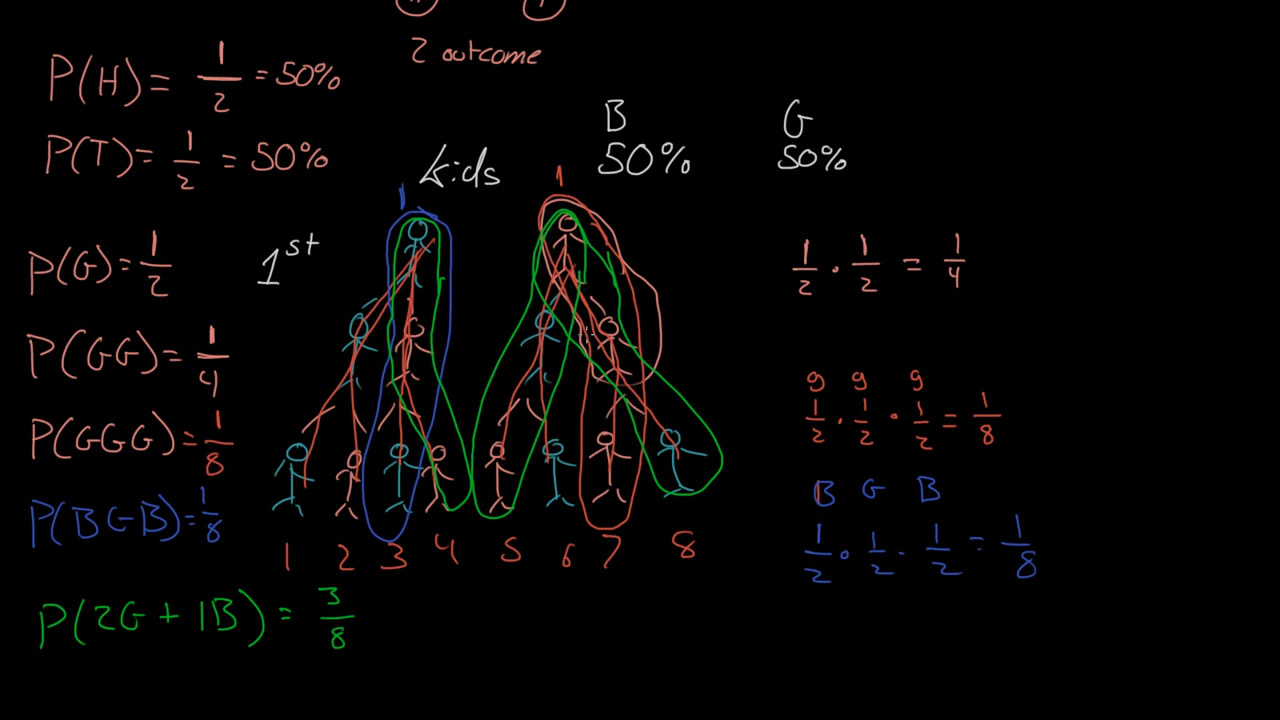 2 outcome
P(H) = 1/2 = 50%
P(T) = 1/2 = 50%
B G
kids 50% 50%
1 1
1st
P(G) = 1/2
1/2 · 1/2 = 1/4
P(GG) = 1/4
g g g
1/2 · 1/2 · 1/2 = 1/8
P(GGG) = 1/8
B G B
P(BGB) = 1/8
1/2 · 1/2 · 1/2 = 1/8
1 2 3 4 5 6 7 8
P(2G + 1B) = 3/8